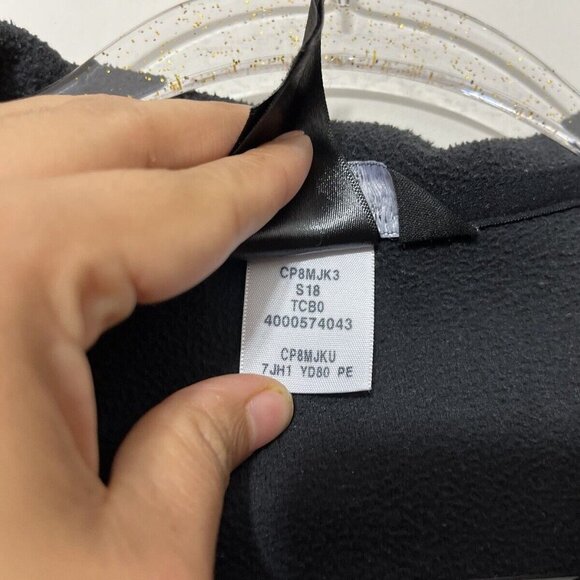 CP8MJK3
S18
TCB0
4000574043
CP8MJKU
7JH1 YD80 PE